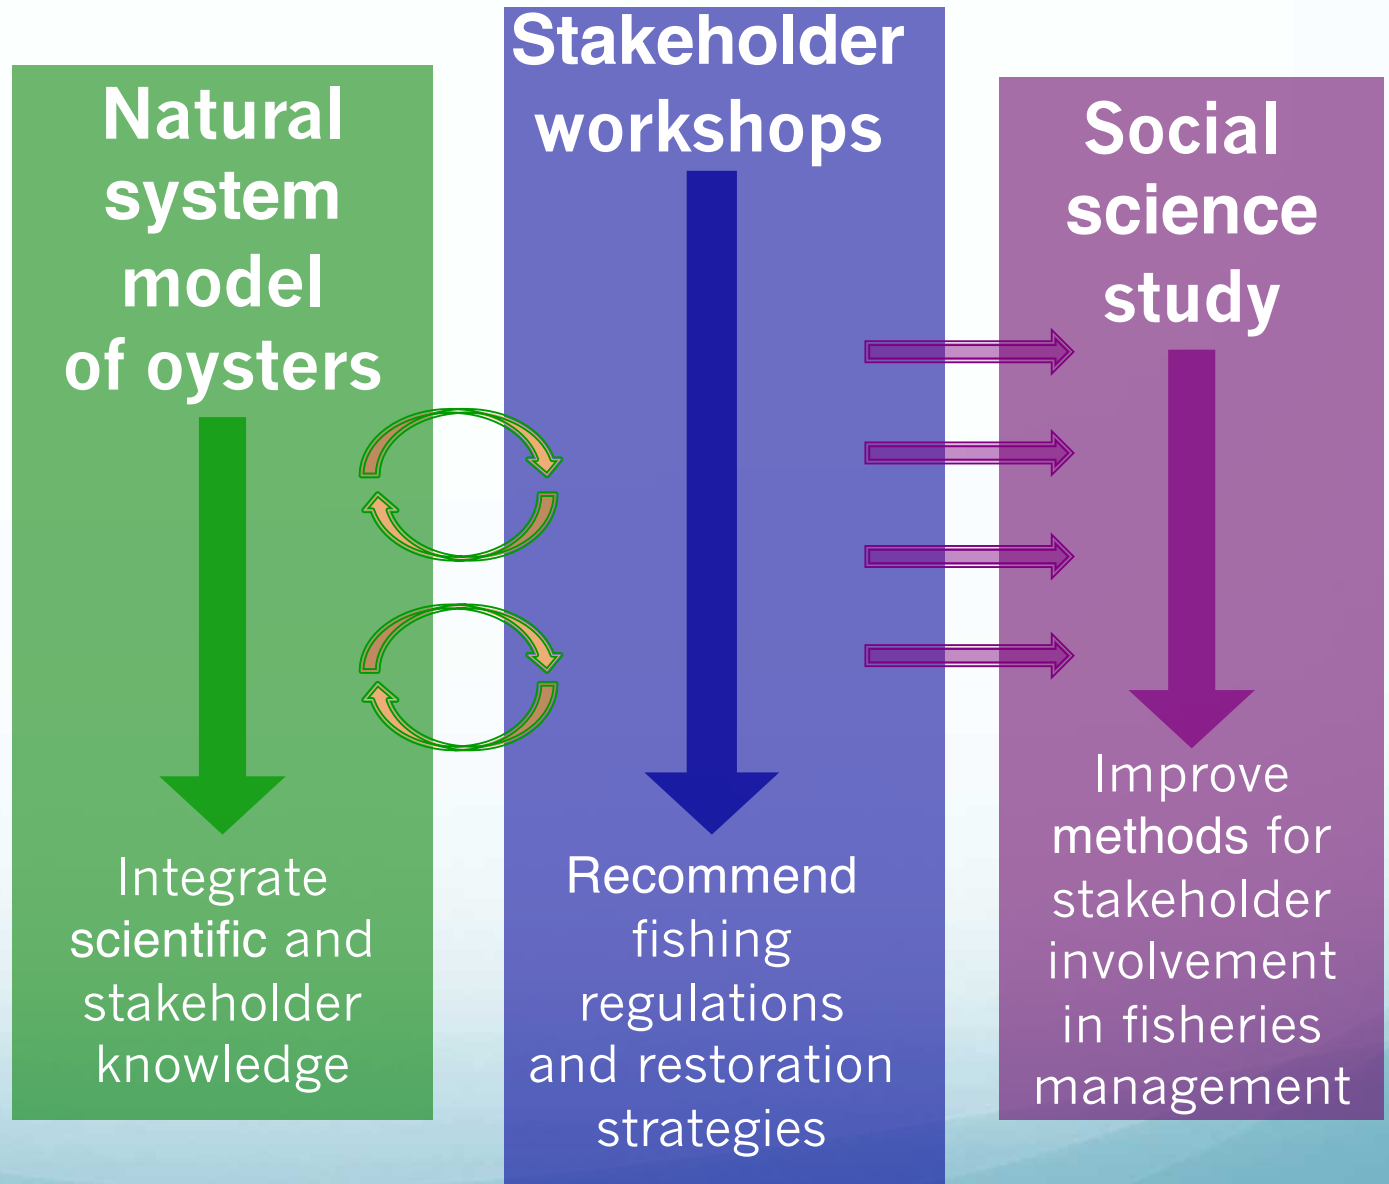 Natural
system
model
of oysters
Integrate
scientific and
stakeholder
knowledge
Stakeholder
workshops
Recommend
fishing
regulations
and restoration
strategies
Social
science
study
Improve
methods for
stakeholder
involvement
in fisheries
management